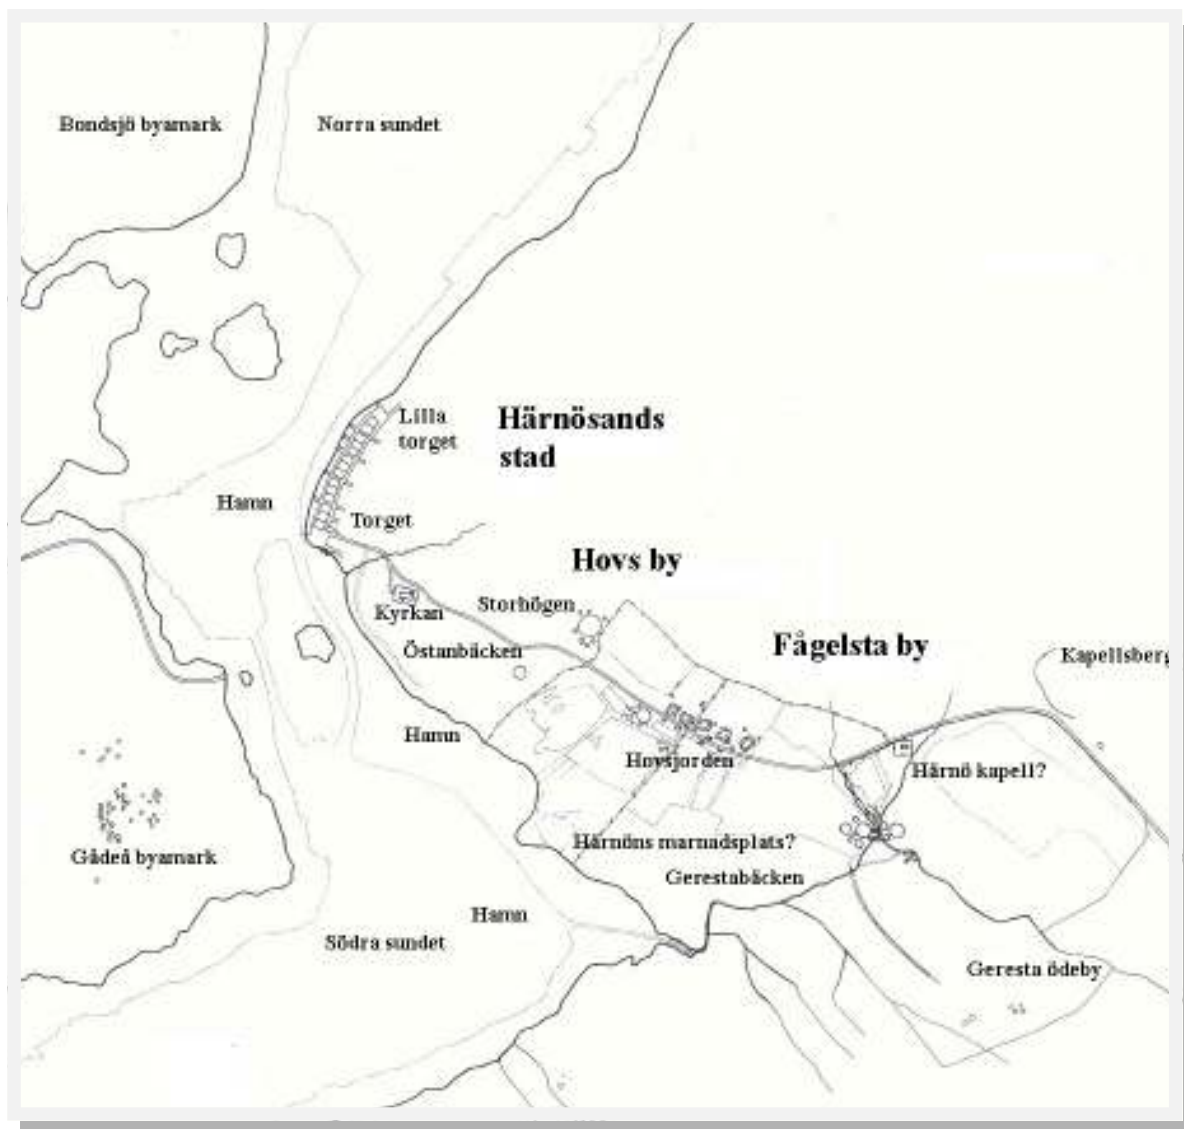 Bondsjö byamark
Norra sundet
Lilla
torget
Härnösands
stad
Hamn
Torget
Hovs by
Kyrkan
Storhögen
Östanbäcken
Fågelsta by
Kapellsberg
Hamn
Hovsjorden
Härnö kapell?
Härnöns marnadsplats?
Gådeå byamark
Gerestabäcken
Hamn
Södra sundet
Geresta ödeby